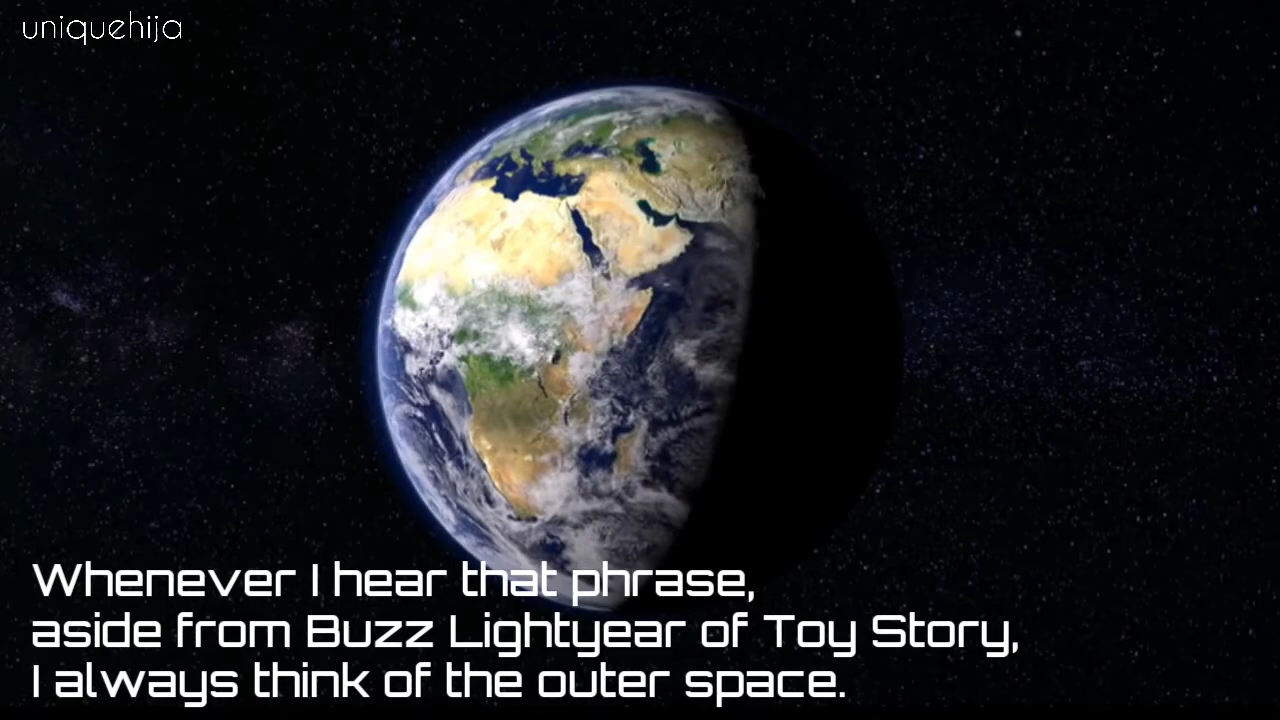 uniquehija
Whenever I hear that phrase,
aside from Buzz Lightyear of Toy Story,
I always think of the outer space.